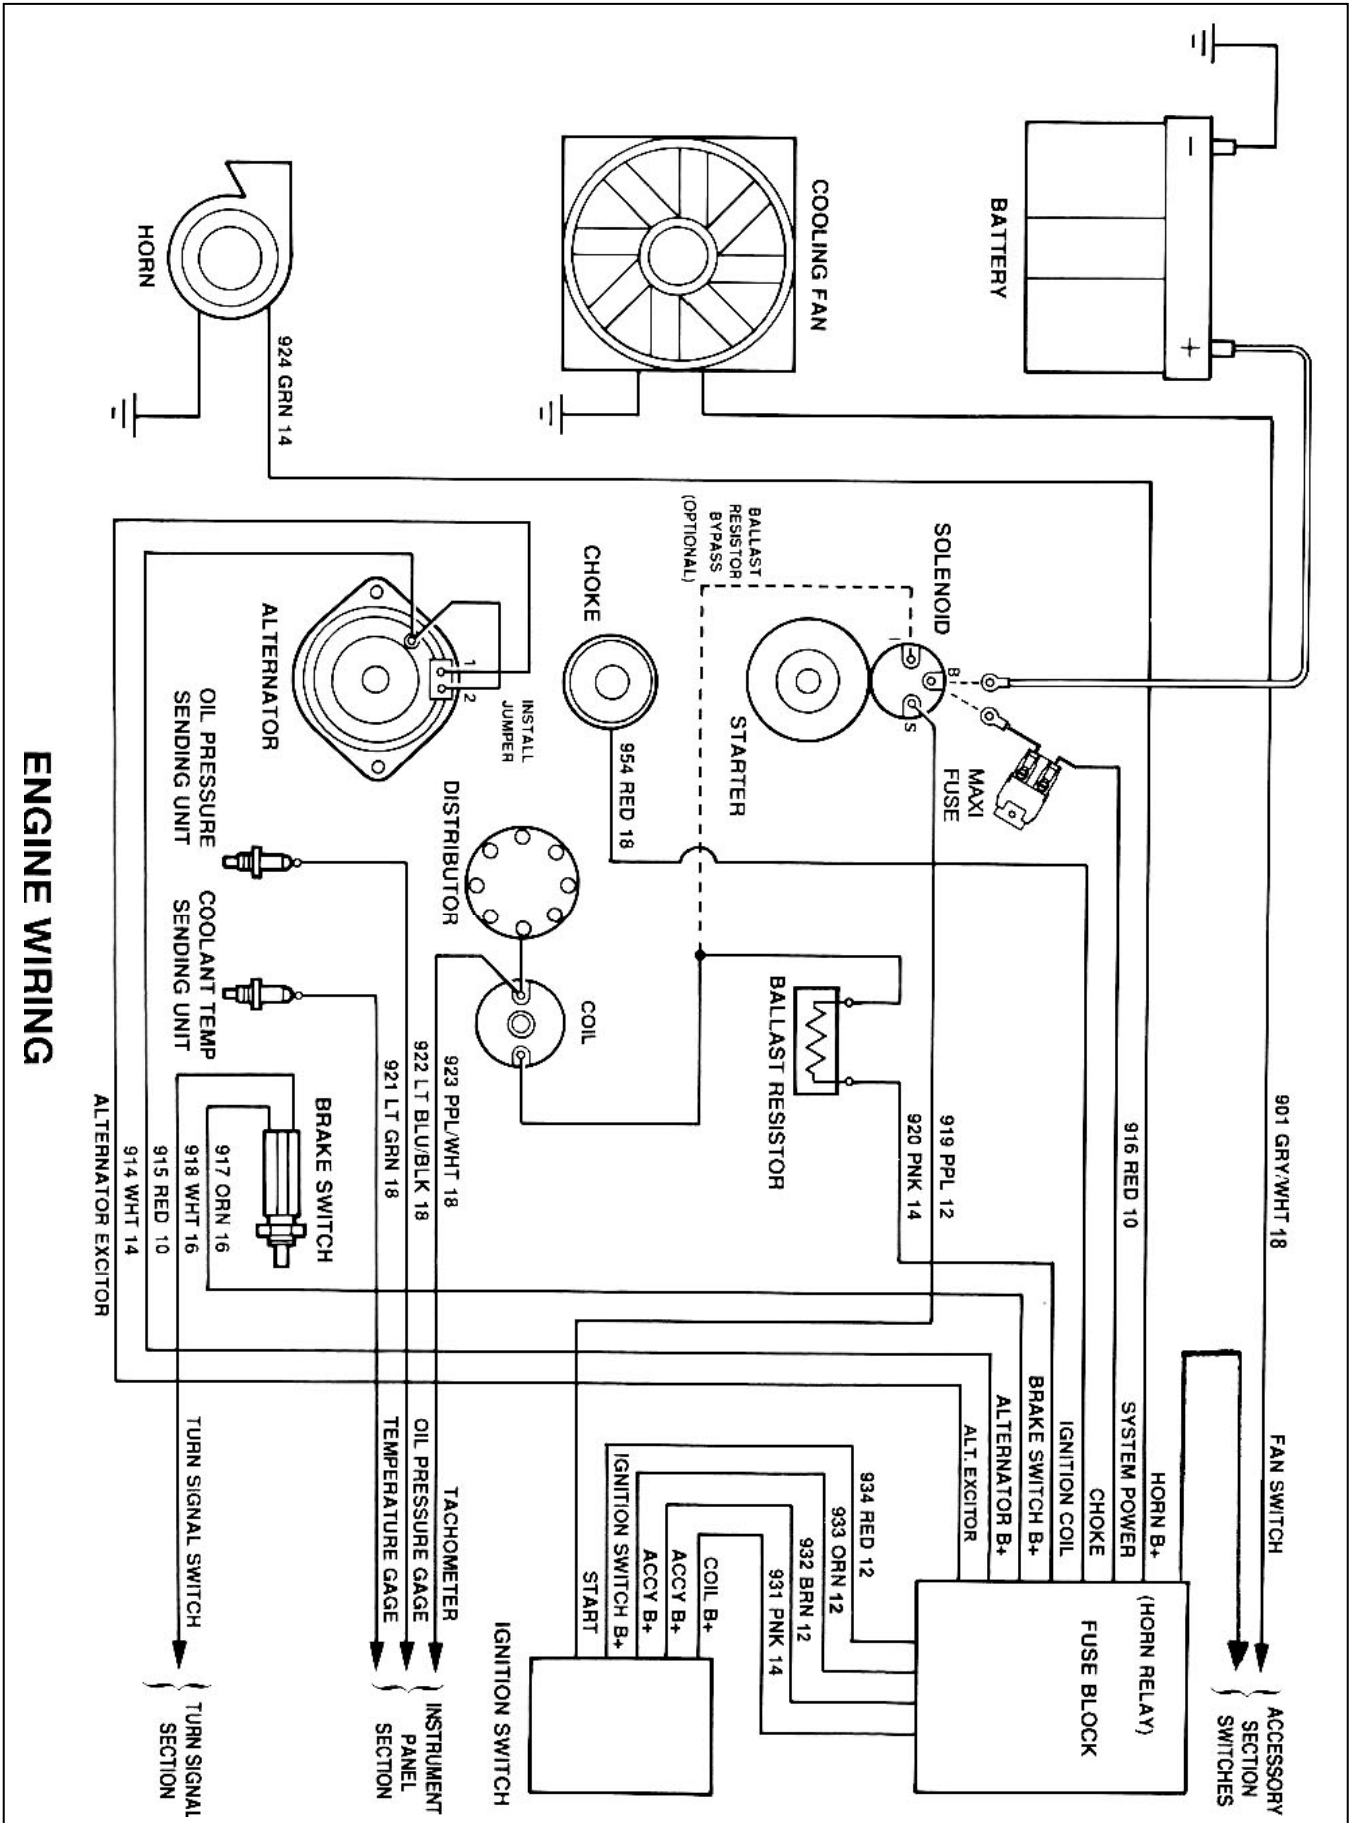 BATTERY
−
+
COOLING FAN
HORN
924 GRN 14
SOLENOID
I
B
S
BALLAST
RESISTOR
BYPASS
(OPTIONAL)
MAXI
FUSE
STARTER
CHOKE
954 RED 18
ALTERNATOR
1
2
INSTALL
JUMPER
DISTRIBUTOR
COIL
OIL PRESSURE
SENDING UNIT
COOLANT TEMP
SENDING UNIT
BALLAST RESISTOR
BRAKE SWITCH
901 GRY/WHT 18
916 RED 10
919 PPL 12
920 PNK 14
923 PPL/WHT 18
922 LT BLU/BLK 18
921 LT GRN 18
917 ORN 16
918 WHT 16
915 RED 10
914 WHT 14
ALTERNATOR EXCITOR
FAN SWITCH
HORN B+
SYSTEM POWER
CHOKE
IGNITION COIL
BRAKE SWITCH B+
ALTERNATOR B+
ALT. EXCITOR
934 RED 12
933 ORN 12
932 BRN 12
931 PNK 14
COIL B+
ACCY B+
ACCY B+
IGNITION SWITCH B+
START
TACHOMETER
OIL PRESSURE GAGE
TEMPERATURE GAGE
TURN SIGNAL SWITCH
(HORN RELAY)
FUSE BLOCK
IGNITION SWITCH
ACCESSORY
SECTION
SWITCHES
INSTRUMENT
PANEL
SECTION
TURN SIGNAL
SECTION
ENGINE WIRING